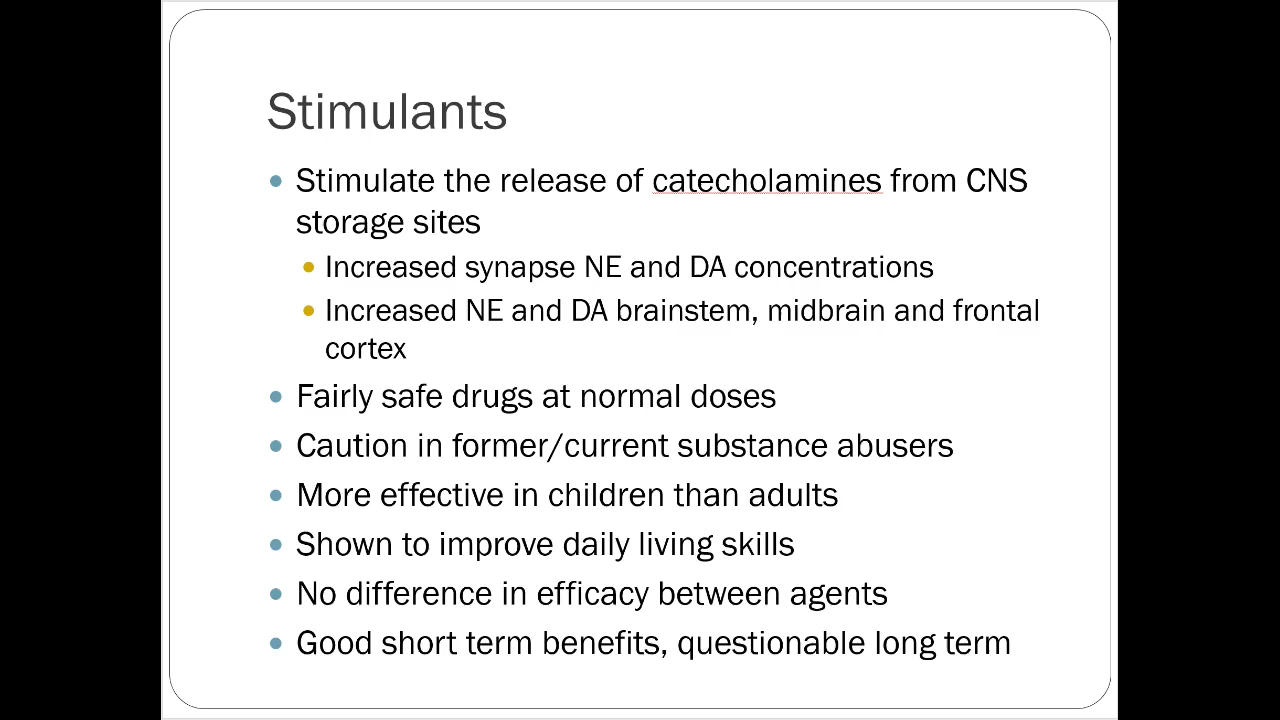 Stimulants
• Stimulate the release of catecholamines from CNS
storage sites
• Increased synapse NE and DA concentrations
• Increased NE and DA brainstem, midbrain and frontal
cortex
• Fairly safe drugs at normal doses
• Caution in former/current substance abusers
• More effective in children than adults
• Shown to improve daily living skills
• No difference in efficacy between agents
• Good short term benefits, questionable long term